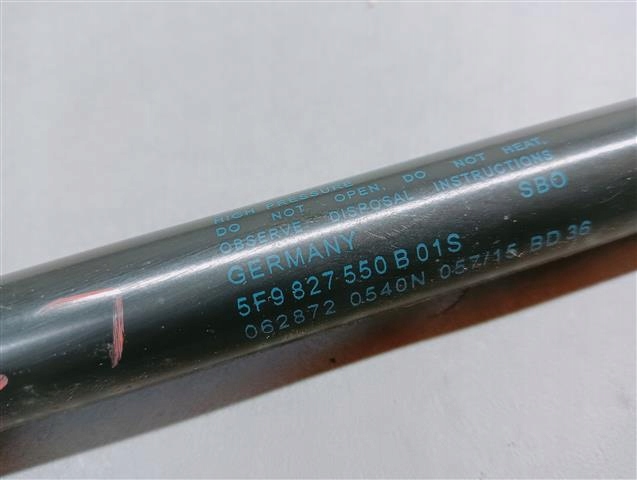 HIGH PRESSURE
DO NOT OPEN, DO NOT HEAT,
OBSERVE DISPOSAL INSTRUCTIONS
GERMANY SBO
5F9 827 550 B 01S
062872 0540N 057/15 BD 36